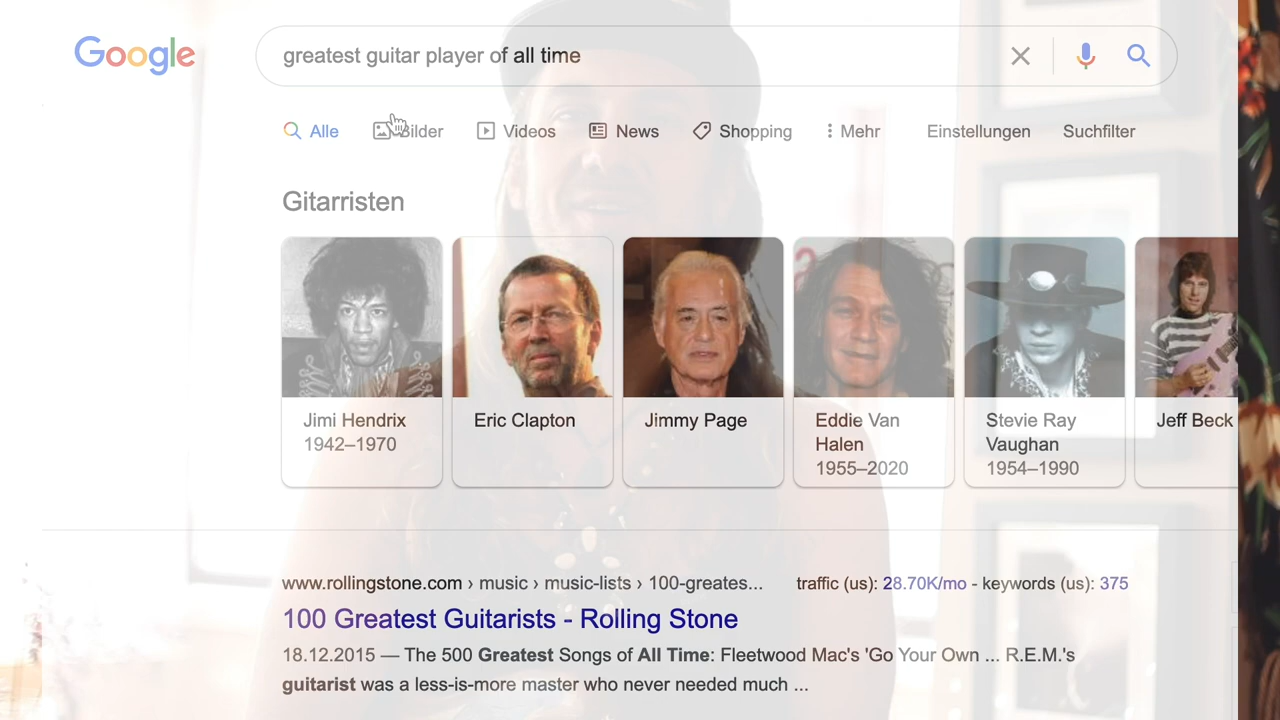 Google
greatest guitar player of all time
Alle Bilder Videos News Shopping Mehr Einstellungen Suchfilter
Gitarristen
Jimi Hendrix
1942–1970
Eric Clapton
Jimmy Page
Eddie Van
Halen
1955–2020
Stevie Ray
Vaughan
1954–1990
Jeff Beck
www.rollingstone.com › music › music-lists › 100-greates... traffic (us): 28.70K/mo - keywords (us): 375
100 Greatest Guitarists - Rolling Stone
18.12.2015 — The 500 Greatest Songs of All Time: Fleetwood Mac's 'Go Your Own ... R.E.M.'s
guitarist was a less-is-more master who never needed much ...